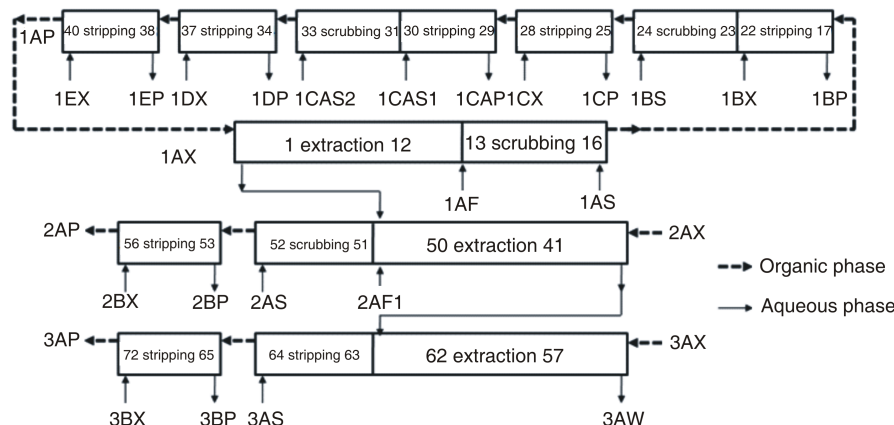 40 stripping 38 37 stripping 34 33 scrubbing 31 30 stripping 29 28 stripping 25 24 scrubbing 23 22 stripping 17
1AP
1EX 1EP 1DX 1DP 1CAS2 1CAS1 1CAP 1CX 1CP 1BS 1BX 1BP
1 extraction 12 13 scrubbing 16
1AX
1AF 1AS
2AP 56 stripping 53 52 scrubbing 51 50 extraction 41 2AX
Organic phase
2BX 2BP 2AS 2AF1
Aqueous phase
3AP 72 stripping 65 64 stripping 63 62 extraction 57 3AX
3BX 3BP 3AS 3AW